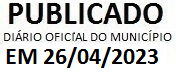 PUBLICADO
DIÁRIO OFICIAL DO MUNICÍPIO
EM 26/04/2023